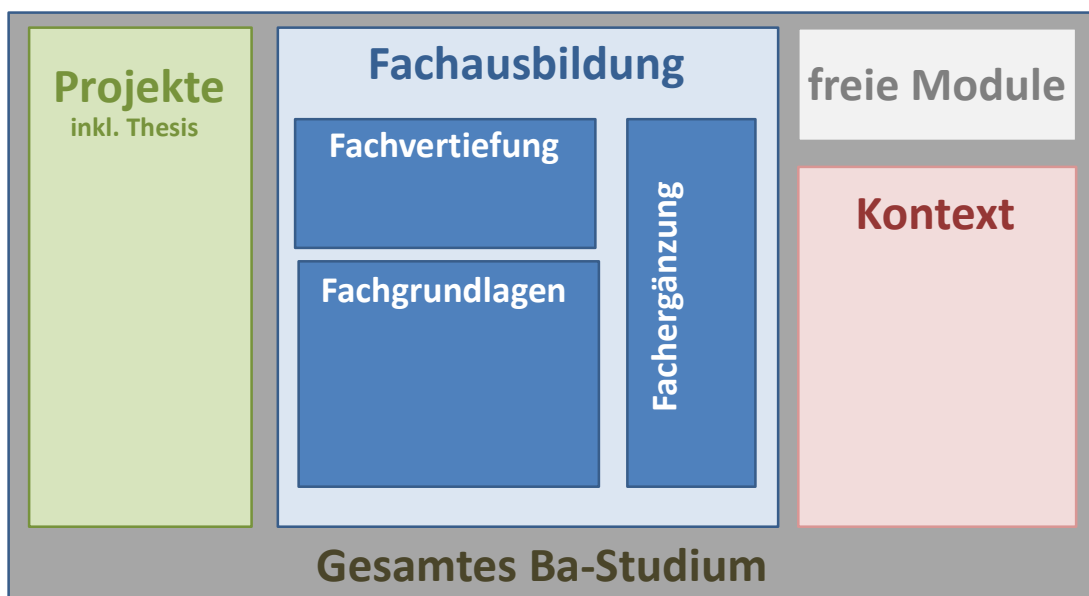 Projekte
inkl. Thesis
Fachausbildung
Fachvertiefung
Fachgrundlagen
Fachergänzung
freie Module
Kontext
Gesamtes Ba-Studium